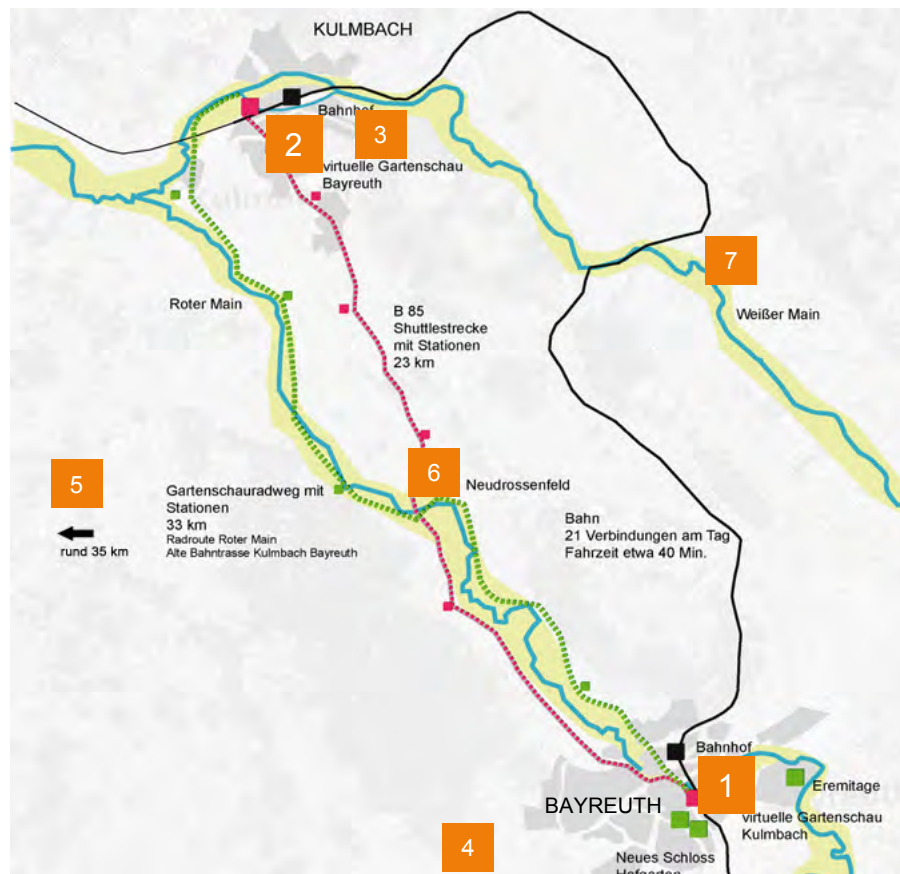 KULMBACH
Bahnhof
2
3
virtuelle Gartenschau
Bayreuth
7
Roter Main
Weißer Main
B 85
Shuttlestrecke
mit Stationen
23 km
5
6
Neudrossenfeld
Gartenschauradweg mit
Stationen
33 km
Radroute Roter Main
Alte Bahntrasse Kulmbach Bayreuth
rund 35 km
Bahn
21 Verbindungen am Tag
Fahrzeit etwa 40 Min.
Bahnhof
1
Eremitage
BAYREUTH
virtuelle Gartenschau
Kulmbach
4
Neues Schloss
Hofgarten